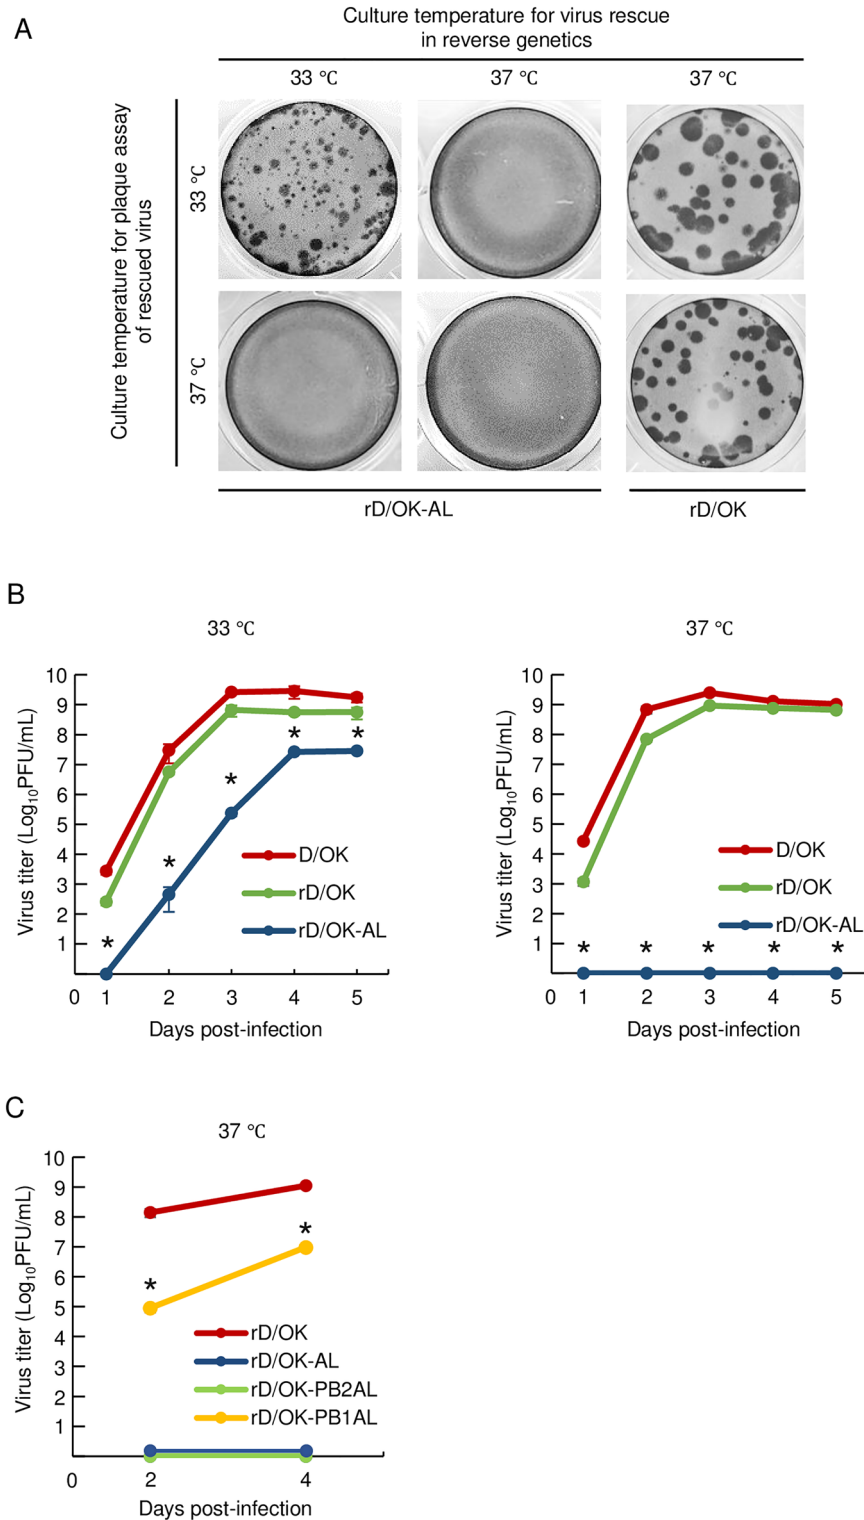 A
Culture temperature for virus rescue
in reverse genetics
33 ℃
37 ℃
37 ℃
Culture temperature for plaque assay
of rescued virus
33 ℃
37 ℃
rD/OK-AL
rD/OK
B
33 ℃
Virus titer (Log10PFU/mL)
10
9
8
7
6
5
4
3
2
1
0
1
2
3
4
5
*
*
*
*
*
D/OK
rD/OK
rD/OK-AL
Days post-infection
37 ℃
Virus titer (Log10PFU/mL)
10
9
8
7
6
5
4
3
2
1
0
1
2
3
4
5
D/OK
rD/OK
rD/OK-AL
*
*
*
*
*
Days post-infection
C
37 ℃
Virus titer (Log10PFU/mL)
10
9
8
7
6
5
4
3
2
1
0
2
4
*
*
rD/OK
rD/OK-AL
rD/OK-PB2AL
rD/OK-PB1AL
Days post-infection